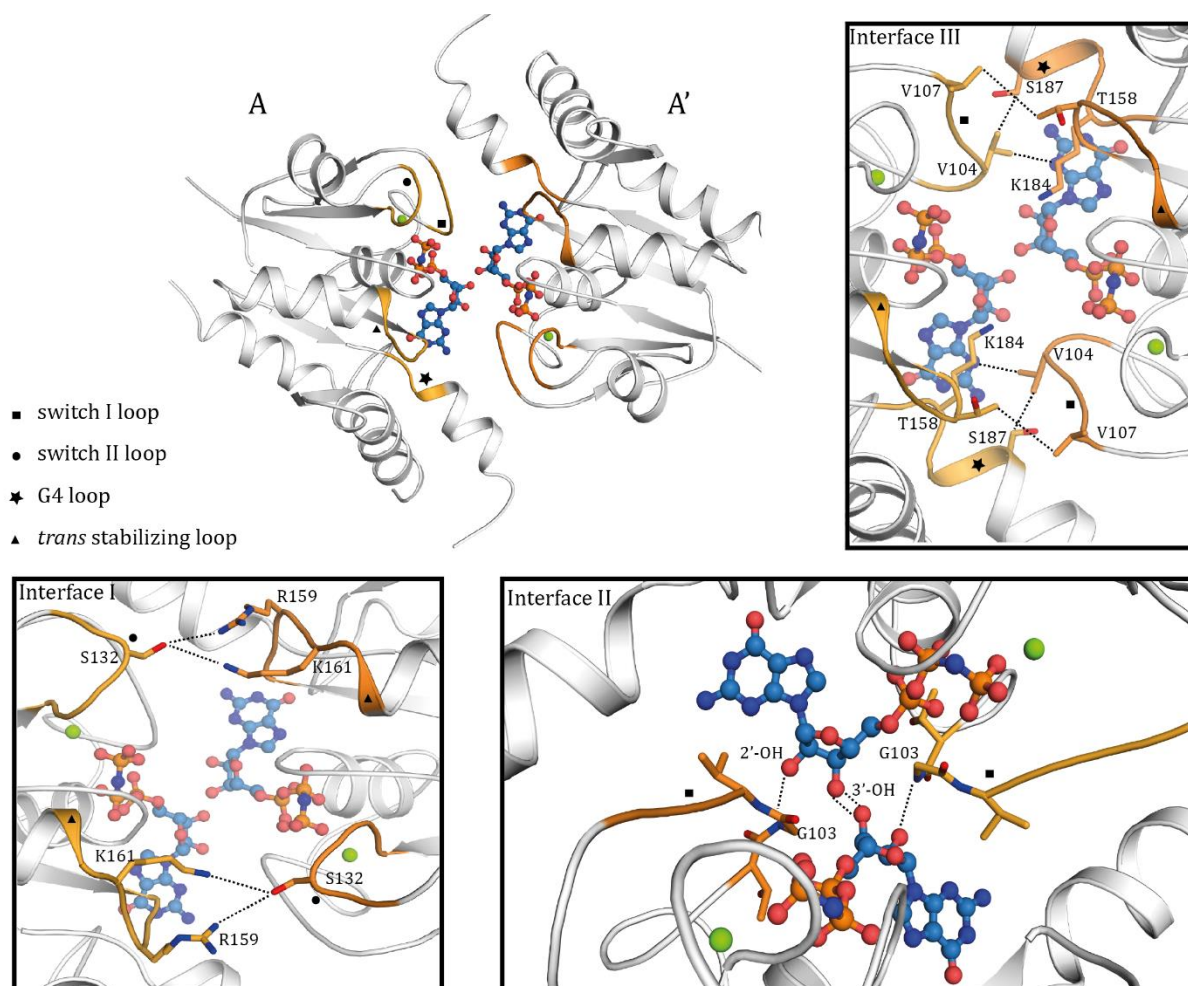 A
A'
■ switch I loop
● switch II loop
★ G4 loop
▲ trans stabilizing loop
Interface III
V107
S187
T158
V104
K184
K184
V104
T158
S187
V107
Interface I
R159
S132
K161
K161
S132
R159
Interface II
2'-OH
G103
3'-OH
G103